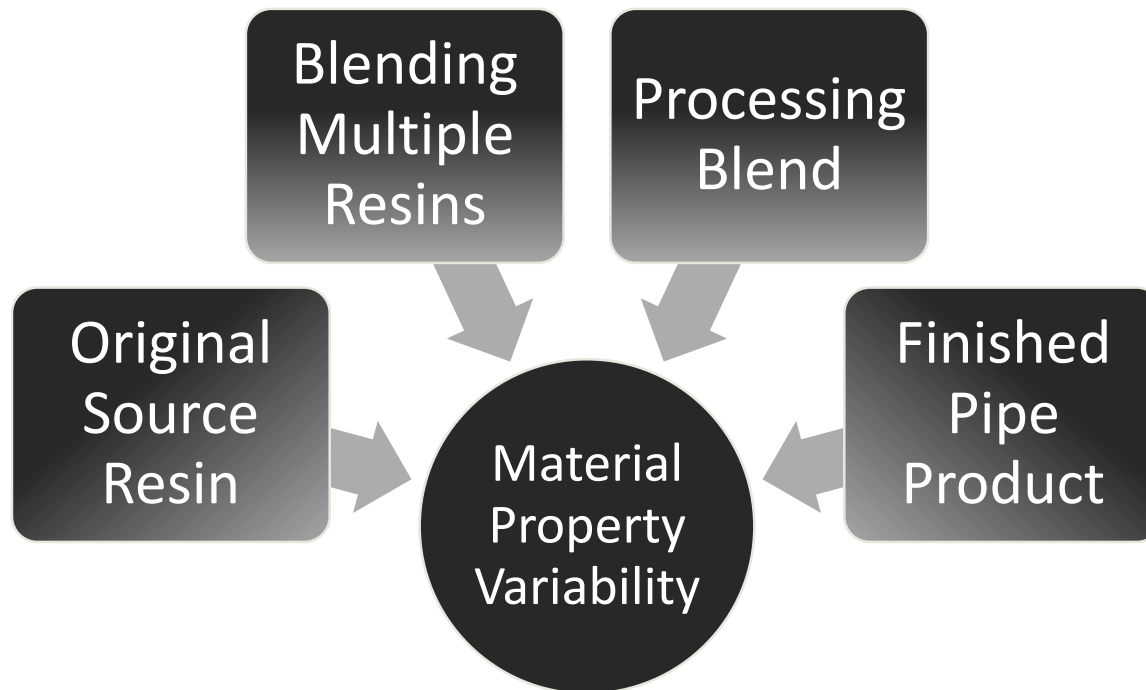 Blending
Multiple
Resins
Processing
Blend
Original
Source
Resin
Finished
Pipe
Product
Material
Property
Variability